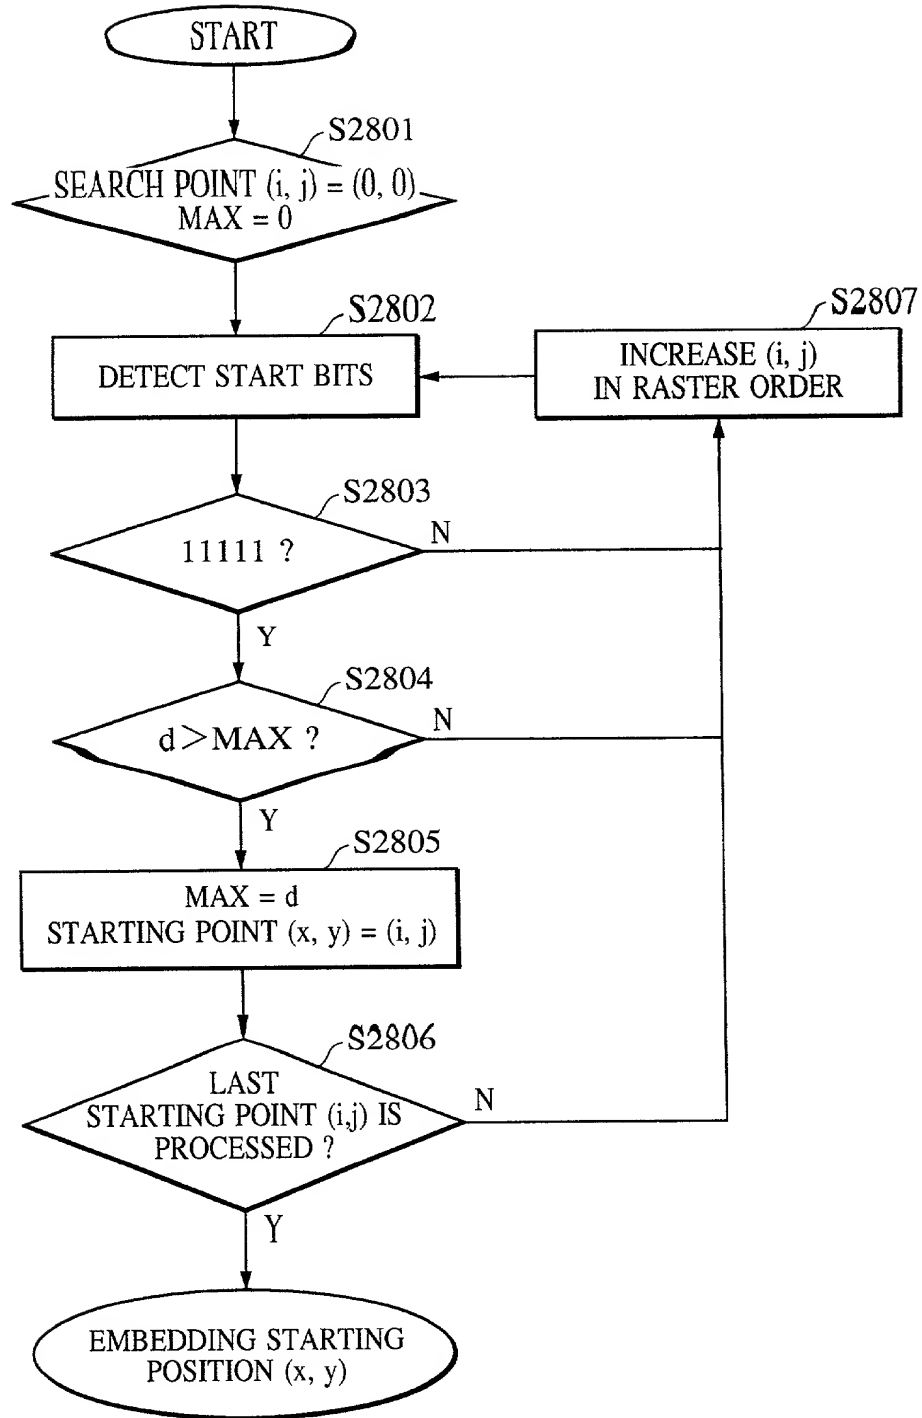 START
S2801
SEARCH POINT (i, j) = (0, 0)
MAX = 0
S2802
DETECT START BITS
S2807
INCREASE (i, j)
IN RASTER ORDER
S2803
11111 ?
N
Y
S2804
d>MAX ?
N
Y
S2805
MAX = d
STARTING POINT (x, y) = (i, j)
S2806
LAST
STARTING POINT (i,j) IS
PROCESSED ?
N
Y
EMBEDDING STARTING
POSITION (x, y)